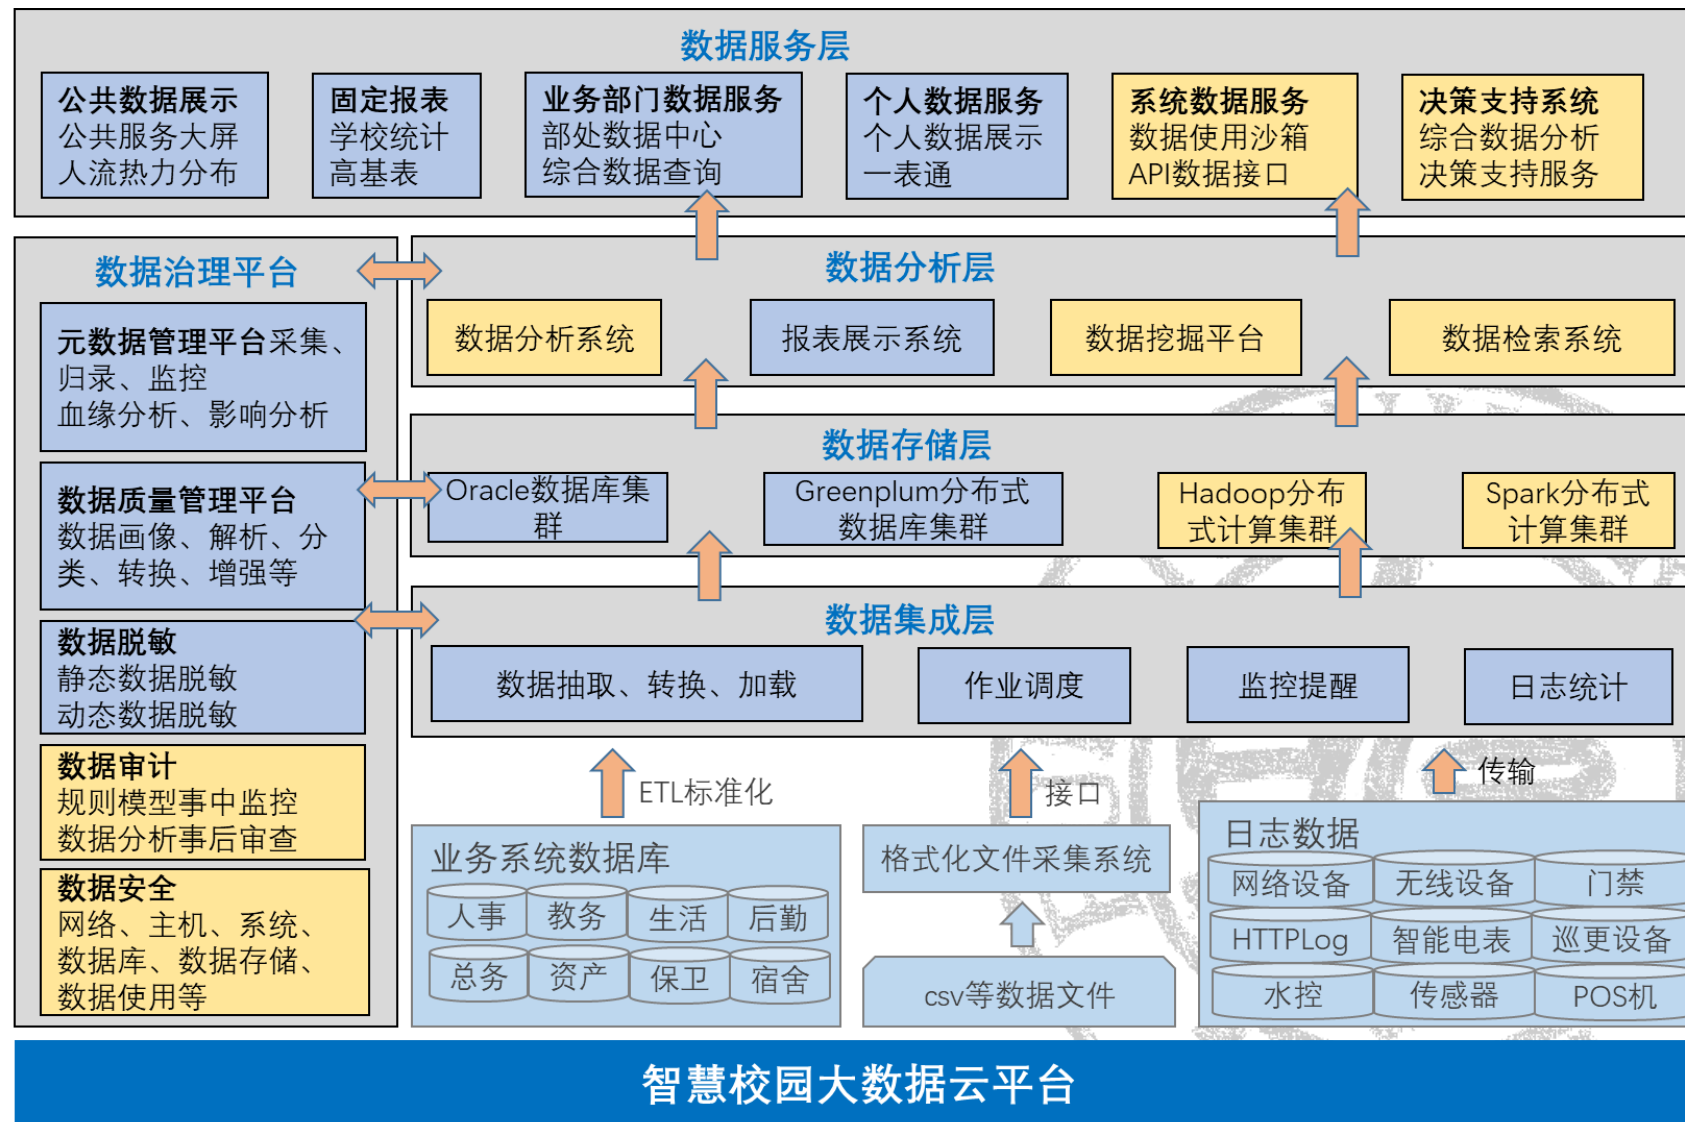 数据服务层
公共数据展示
公共服务大屏
人流热力分布
固定报表
学校统计
高基表
业务部门数据服务
部处数据中心
综合数据查询
个人数据服务
个人数据展示
一表通
系统数据服务
数据使用沙箱
API数据接口
决策支持系统
综合数据分析
决策支持服务
数据治理平台
元数据管理平台采集、
归录、监控
血缘分析、影响分析
数据质量管理平台
数据画像、解析、分
类、转换、增强等
数据脱敏
静态数据脱敏
动态数据脱敏
数据审计
规则模型事中监控
数据分析事后审查
数据安全
网络、主机、系统、
数据库、数据存储、
数据使用等
数据分析层
数据分析系统
报表展示系统
数据挖掘平台
数据检索系统
数据存储层
Oracle数据库集
群
Greenplum分布式
数据库集群
Hadoop分布
式计算集群
Spark分布式
计算集群
数据集成层
数据抽取、转换、加载
作业调度
监控提醒
日志统计
ETL标准化
接口
传输
业务系统数据库
人事
教务
生活
后勤
总务
资产
保卫
宿舍
格式化文件采集系统
csv等数据文件
日志数据
网络设备
无线设备
门禁
HTTPLog
智能电表
巡更设备
水控
传感器
POS机
智慧校园大数据云平台